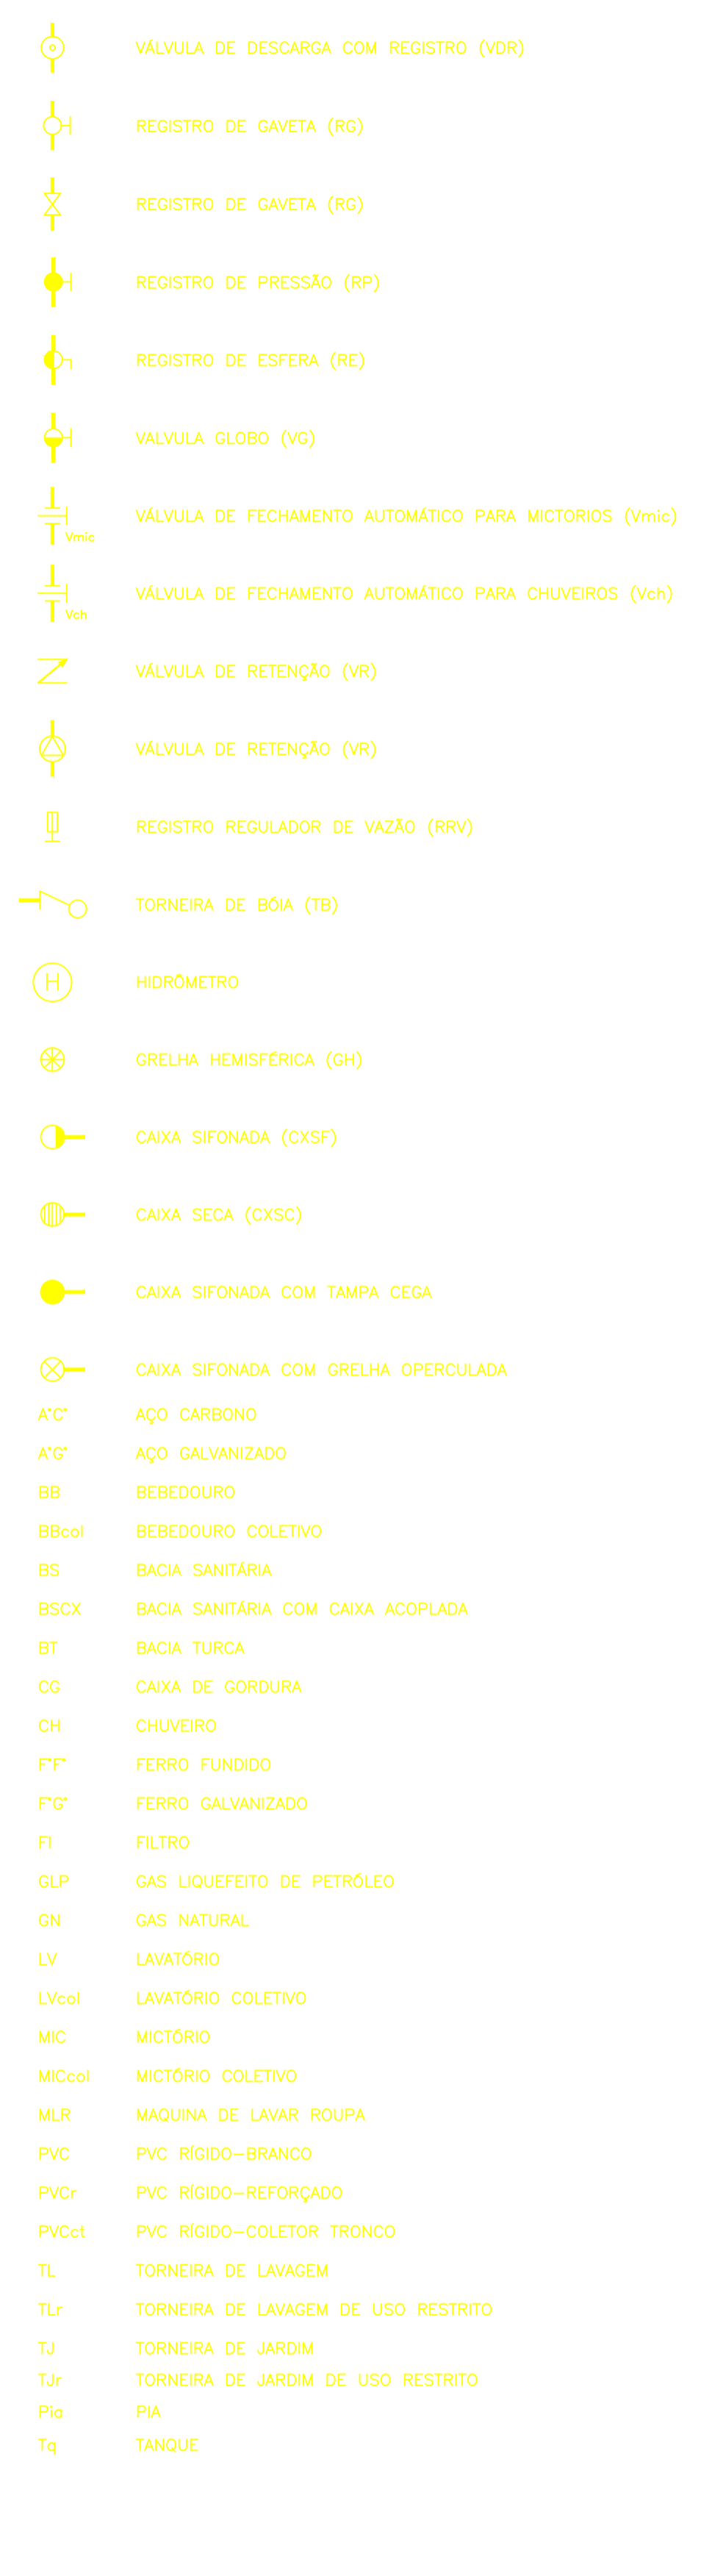 VÁLVULA DE DESCARGA COM REGISTRO (VDR)
REGISTRO DE GAVETA (RG)
REGISTRO DE GAVETA (RG)
REGISTRO DE PRESSÃO (RP)
REGISTRO DE ESFERA (RE)
VALVULA GLOBO (VG)
VÁLVULA DE FECHAMENTO AUTOMÁTICO PARA MICTORIOS (Vmic)
Vmic
VÁLVULA DE FECHAMENTO AUTOMÁTICO PARA CHUVEIROS (Vch)
Vch
VÁLVULA DE RETENÇÃO (VR)
VÁLVULA DE RETENÇÃO (VR)
REGISTRO REGULADOR DE VAZÃO (RRV)
TORNEIRA DE BÓIA (TB)
H HIDRÔMETRO
GRELHA HEMISFÉRICA (GH)
CAIXA SIFONADA (CXSF)
CAIXA SECA (CXSC)
CAIXA SIFONADA COM TAMPA CEGA
CAIXA SIFONADA COM GRELHA OPERCULADA
A°C° AÇO CARBONO
A°G° AÇO GALVANIZADO
BB BEBEDOURO
BBcol BEBEDOURO COLETIVO
BS BACIA SANITÁRIA
BSCX BACIA SANITÁRIA COM CAIXA ACOPLADA
BT BACIA TURCA
CG CAIXA DE GORDURA
CH CHUVEIRO
F°F° FERRO FUNDIDO
F°G° FERRO GALVANIZADO
FI FILTRO
GLP GAS LIQUEFEITO DE PETRÓLEO
GN GAS NATURAL
LV LAVATÓRIO
LVcol LAVATÓRIO COLETIVO
MIC MICTÓRIO
MICcol MICTÓRIO COLETIVO
MLR MAQUINA DE LAVAR ROUPA
PVC PVC RÍGIDO-BRANCO
PVCr PVC RÍGIDO-REFORÇADO
PVCct PVC RÍGIDO-COLETOR TRONCO
TL TORNEIRA DE LAVAGEM
TLr TORNEIRA DE LAVAGEM DE USO RESTRITO
TJ TORNEIRA DE JARDIM
TJr TORNEIRA DE JARDIM DE USO RESTRITO
Pia PIA
Tq TANQUE